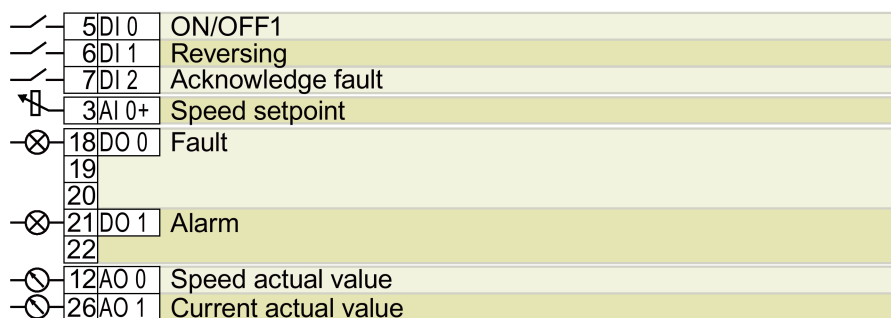 5 DI 0 ON/OFF1
6 DI 1 Reversing
7 DI 2 Acknowledge fault
3 AI 0+ Speed setpoint
18 DO 0 Fault
19
20
21 DO 1 Alarm
22
12 AO 0 Speed actual value
26 AO 1 Current actual value